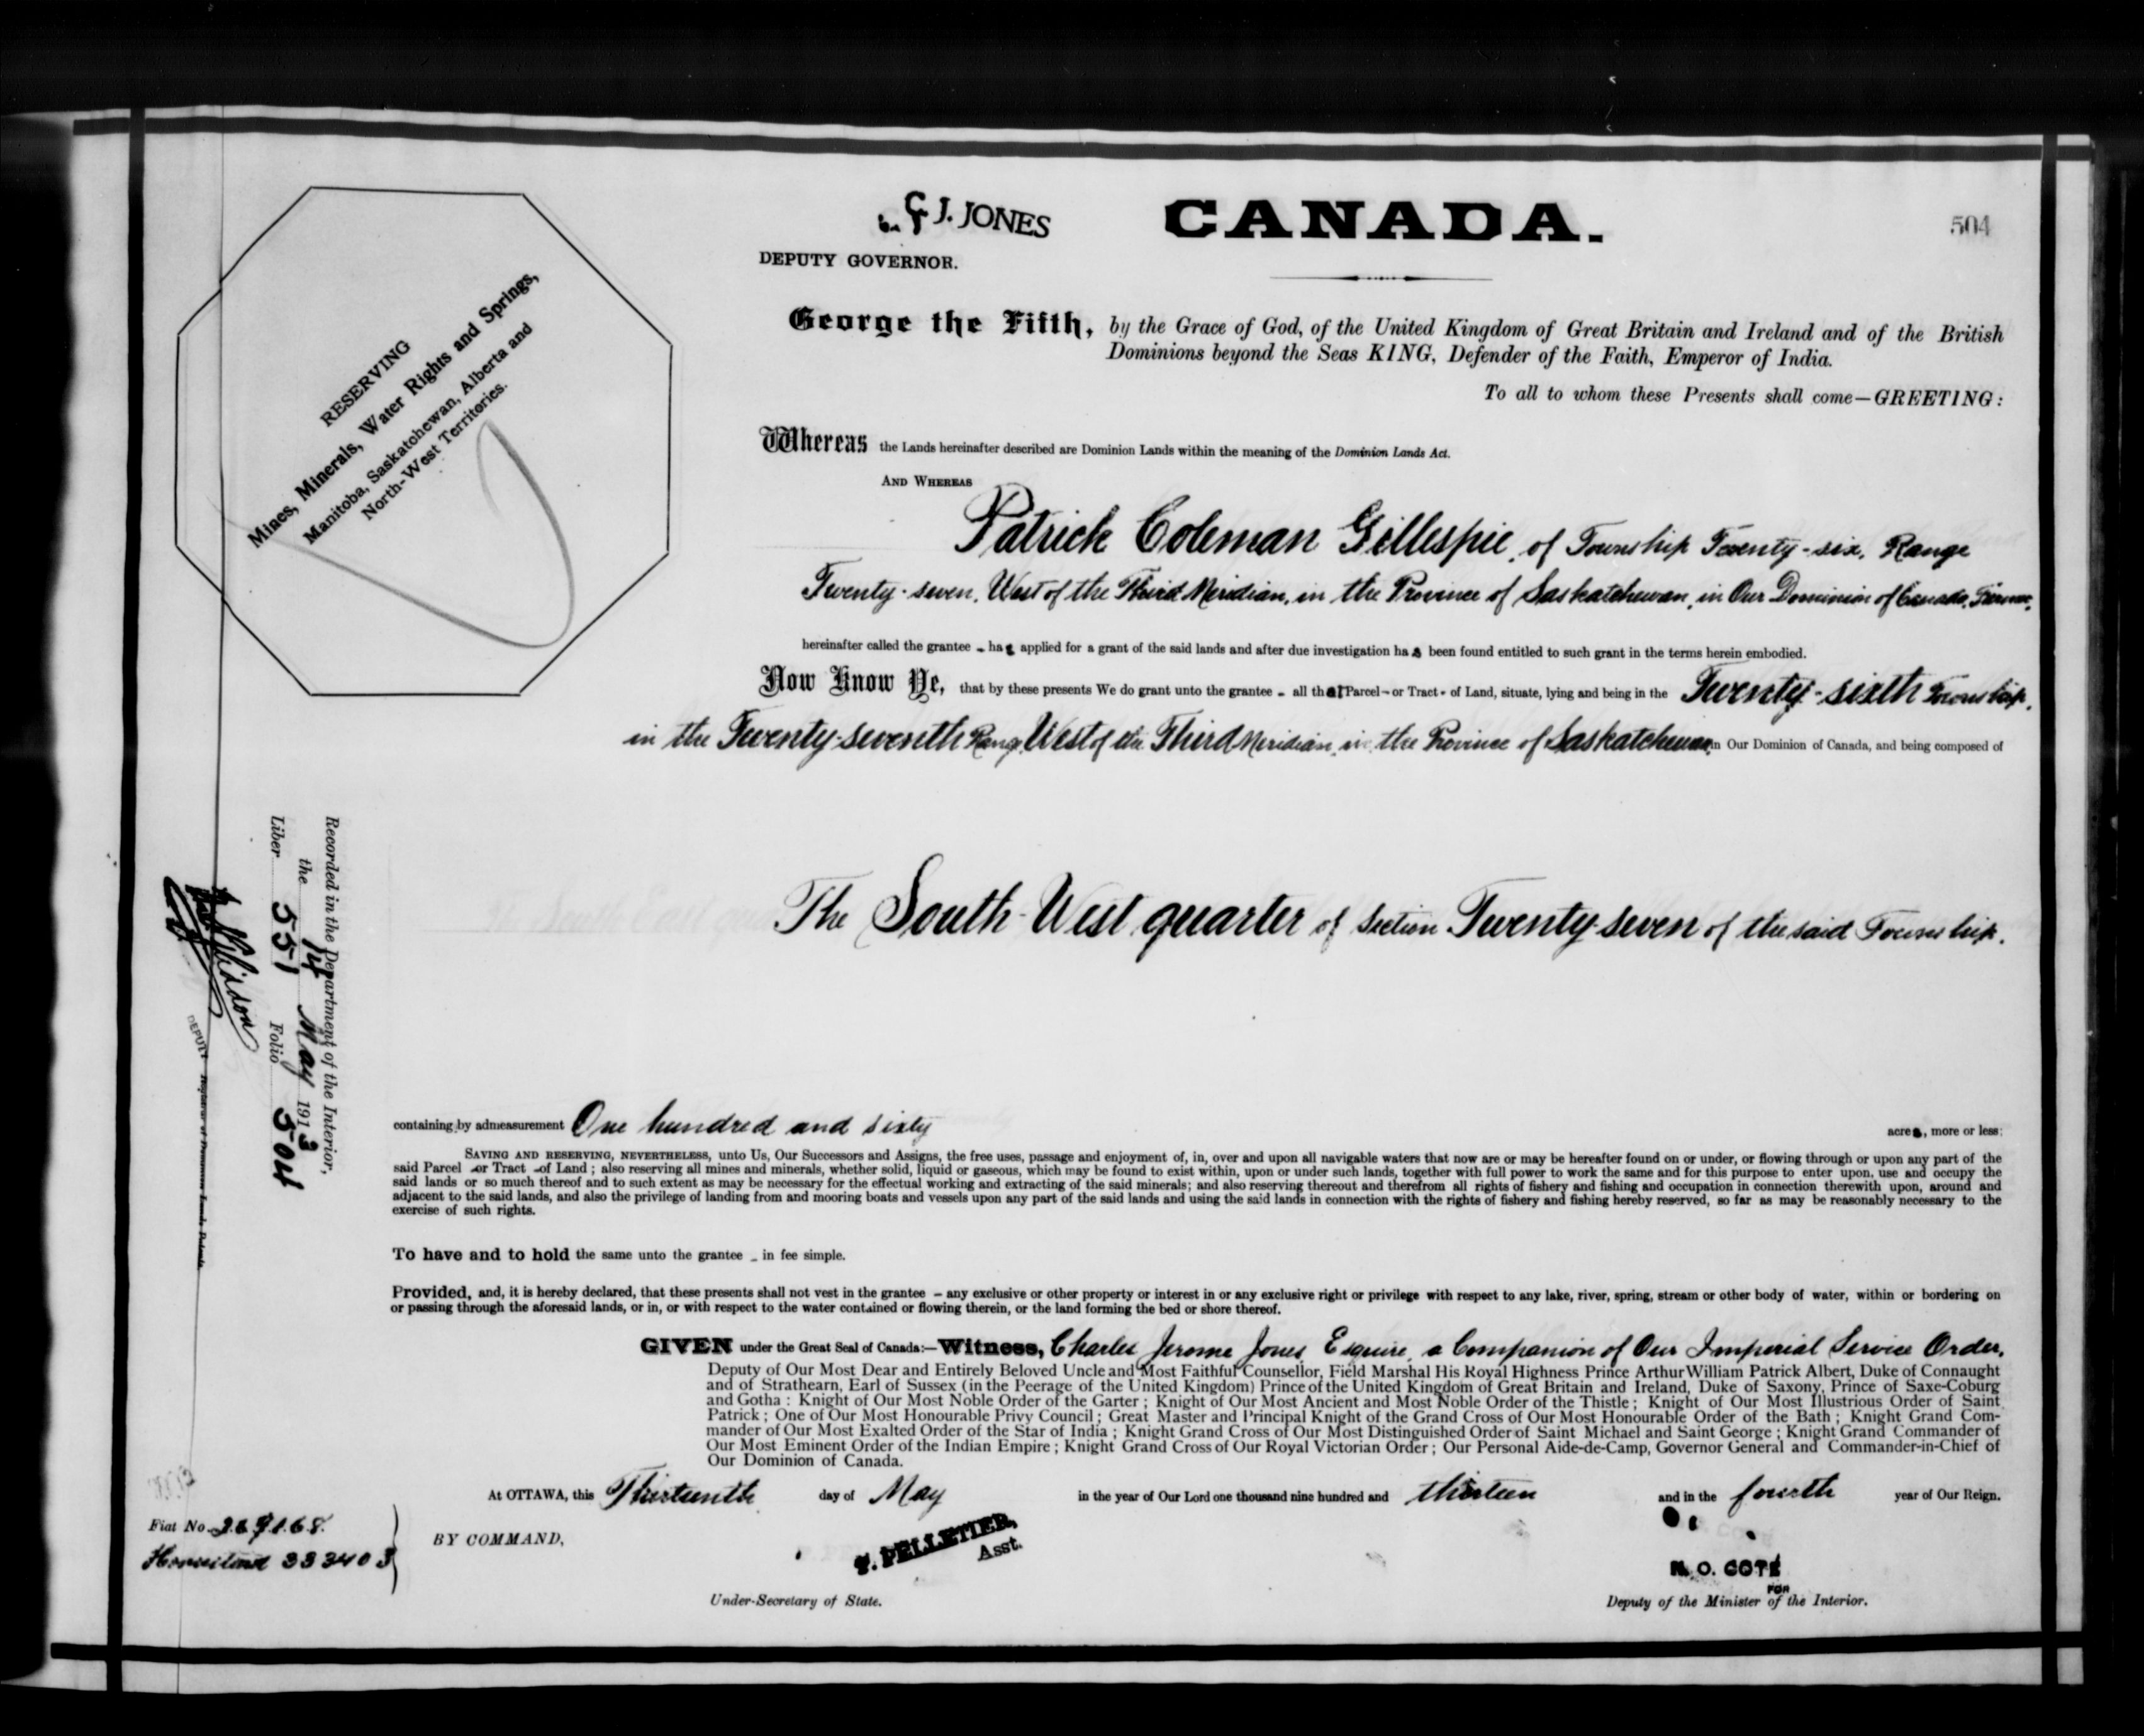 C. J. JONES
CANADA.
504
DEPUTY GOVERNOR.
George the Fifth, by the Grace of God, of the United Kingdom of Great Britain and Ireland and of the British
Dominions beyond the Seas KING, Defender of the Faith, Emperor of India.
To all to whom these Presents shall come—GREETING:
RESERVING
Mines, Minerals, Water Rights and Springs,
Manitoba, Saskatchewan, Alberta and
North-West Territories.
Whereas the Lands hereinafter described are Dominion Lands within the meaning of the Dominion Lands Act.
AND WHEREAS
Patrick Coleman Gillespie, of Township Twenty-six, Range
Twenty-seven, West of the Third Meridian, in the Province of Saskatchewan, in Our Dominion of Canada, Farmer,
hereinafter called the grantee - has applied for a grant of the said lands and after due investigation has been found entitled to such grant in the terms herein embodied.
Now Know Ye, that by these presents We do grant unto the grantee - all that Parcel - or Tract - of Land, situate, lying and being in the Twenty-sixth Township,
in the Twenty-seventh Range, West of the Third Meridian, in the Province of Saskatchewan, in Our Dominion of Canada, and being composed of
The South-West quarter of Section Twenty-seven of the said Township.
Recorded in the Department of the Interior,
the 14 May 1913
Liber 551 Folio 504
DEPUTY Registrar of Dominion Lands Patents.
containing by admeasurement One hundred and sixty acres, more or less;
SAVING AND RESERVING, NEVERTHELESS, unto Us, Our Successors and Assigns, the free uses, passage and enjoyment of, in, over and upon all navigable waters that now are or may be hereafter found on or under, or flowing through or upon any part of the
said Parcel - or Tract - of Land ; also reserving all mines and minerals, whether solid, liquid or gaseous, which may be found to exist within, upon or under such lands, together with full power to work the same and for this purpose to enter upon, use and occupy the
said lands or so much thereof and to such extent as may be necessary for the effectual working and extracting of the said minerals; and also reserving thereout and therefrom all rights of fishery and fishing and occupation in connection therewith upon, around and
adjacent to the said lands, and also the privilege of landing from and mooring boats and vessels upon any part of the said lands and using the said lands in connection with the rights of fishery and fishing hereby reserved, so far as may be reasonably necessary to the
exercise of such rights.
To have and to hold the same unto the grantee - in fee simple.
Provided, and, it is hereby declared, that these presents shall not vest in the grantee - any exclusive or other property or interest in or any exclusive right or privilege with respect to any lake, river, spring, stream or other body of water, within or bordering on
or passing through the aforesaid lands, or in, or with respect to the water contained or flowing therein, or the land forming the bed or shore thereof.
GIVEN under the Great Seal of Canada:—Witness, Charles Jerome Jones Esquire, a Companion of Our Imperial Service Order,
Deputy of Our Most Dear and Entirely Beloved Uncle and Most Faithful Counsellor, Field Marshal His Royal Highness Prince Arthur William Patrick Albert, Duke of Connaught
and of Strathearn, Earl of Sussex (in the Peerage of the United Kingdom) Prince of the United Kingdom of Great Britain and Ireland, Duke of Saxony, Prince of Saxe-Coburg
and Gotha : Knight of Our Most Noble Order of the Garter ; Knight of Our Most Ancient and Most Noble Order of the Thistle ; Knight of Our Most Illustrious Order of Saint
Patrick ; One of Our Most Honourable Privy Council ; Great Master and Principal Knight of the Grand Cross of Our Most Honourable Order of the Bath ; Knight Grand Com-
mander of Our Most Exalted Order of the Star of India ; Knight Grand Cross of Our Most Distinguished Order of Saint Michael and Saint George ; Knight Grand Commander of
Our Most Eminent Order of the Indian Empire ; Knight Grand Cross of Our Royal Victorian Order ; Our Personal Aide-de-Camp, Governor General and Commander-in-Chief of
Our Dominion of Canada.
At OTTAWA, this Thirteenth day of May in the year of Our Lord one thousand nine hundred and thirteen and in the fourth year of Our Reign.
Fiat No. 269168
Homestead 333403
BY COMMAND,
P. PELLETIER,
Asst.
Under-Secretary of State.
N. O. COTÉ
FOR
Deputy of the Minister of the Interior.